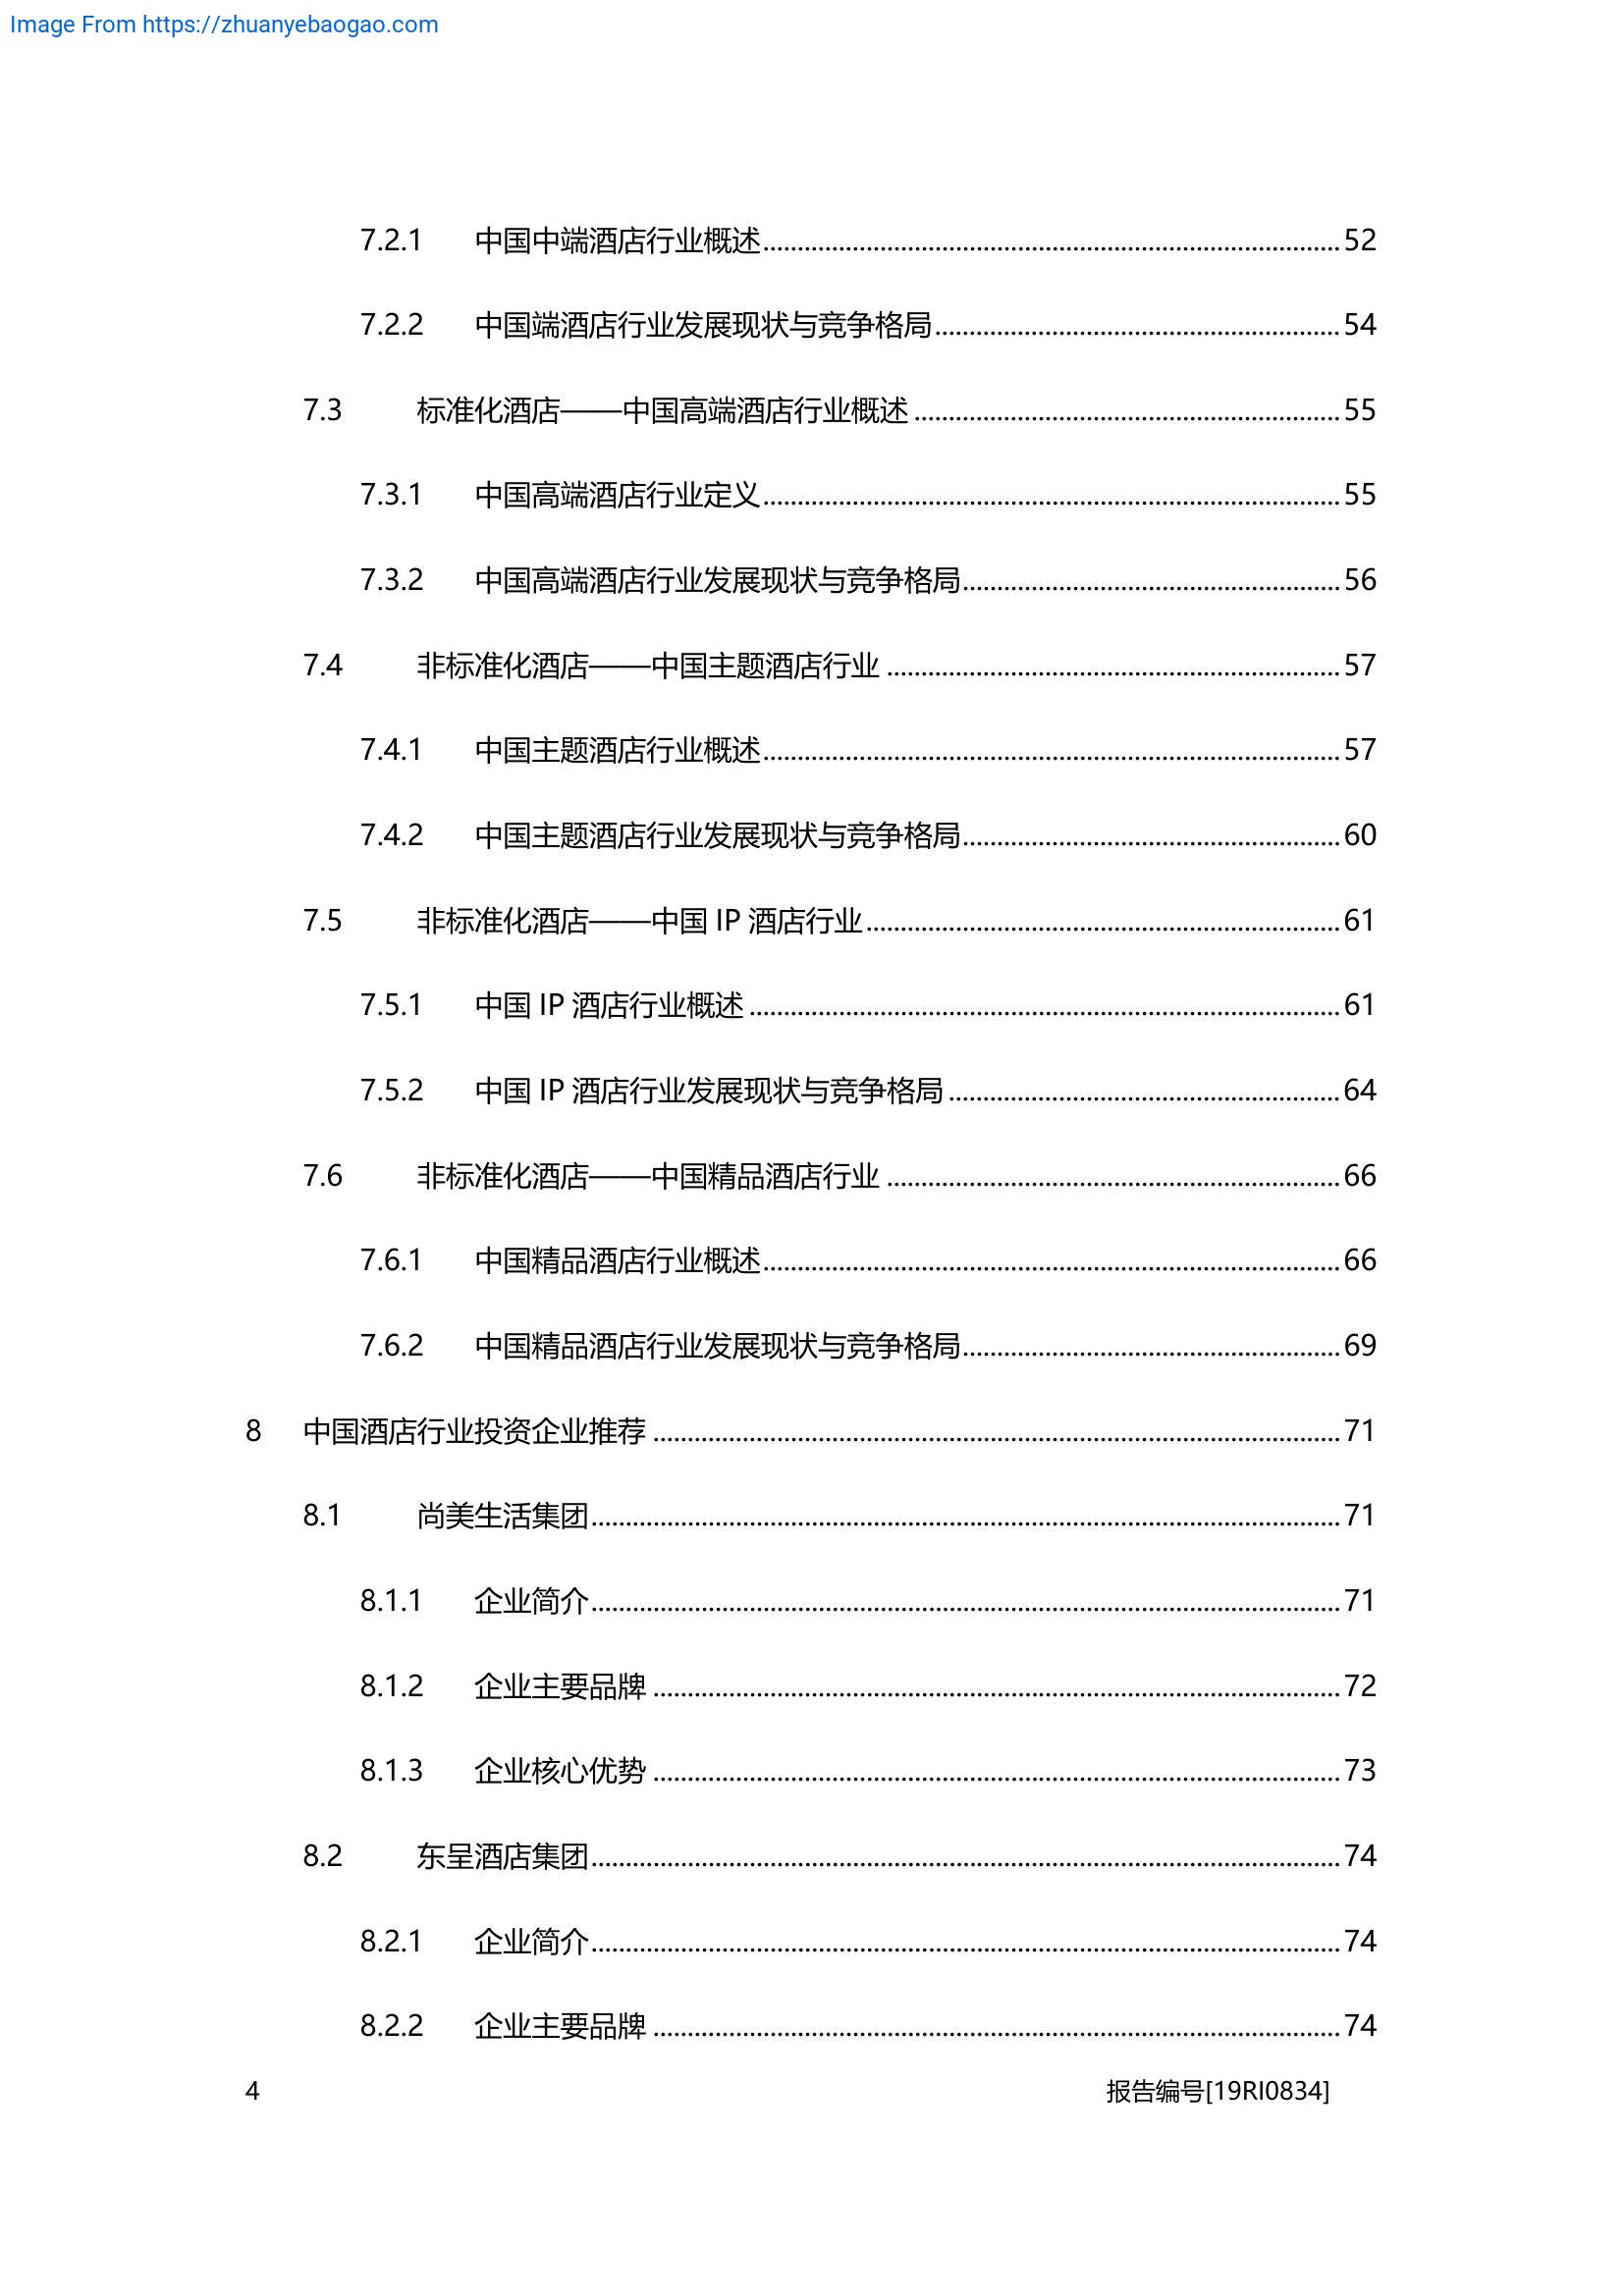 Image From https://zhuanyebaogao.com
7.2.1 中国中端酒店行业概述 52
7.2.2 中国端酒店行业发展现状与竞争格局 54
7.3 标准化酒店——中国高端酒店行业概述 55
7.3.1 中国高端酒店行业定义 55
7.3.2 中国高端酒店行业发展现状与竞争格局 56
7.4 非标准化酒店——中国主题酒店行业 57
7.4.1 中国主题酒店行业概述 57
7.4.2 中国主题酒店行业发展现状与竞争格局 60
7.5 非标准化酒店——中国 IP 酒店行业 61
7.5.1 中国 IP 酒店行业概述 61
7.5.2 中国 IP 酒店行业发展现状与竞争格局 64
7.6 非标准化酒店——中国精品酒店行业 66
7.6.1 中国精品酒店行业概述 66
7.6.2 中国精品酒店行业发展现状与竞争格局 69
8 中国酒店行业投资企业推荐 71
8.1 尚美生活集团 71
8.1.1 企业简介 71
8.1.2 企业主要品牌 72
8.1.3 企业核心优势 73
8.2 东呈酒店集团 74
8.2.1 企业简介 74
8.2.2 企业主要品牌 74
4 报告编号[19RI0834]